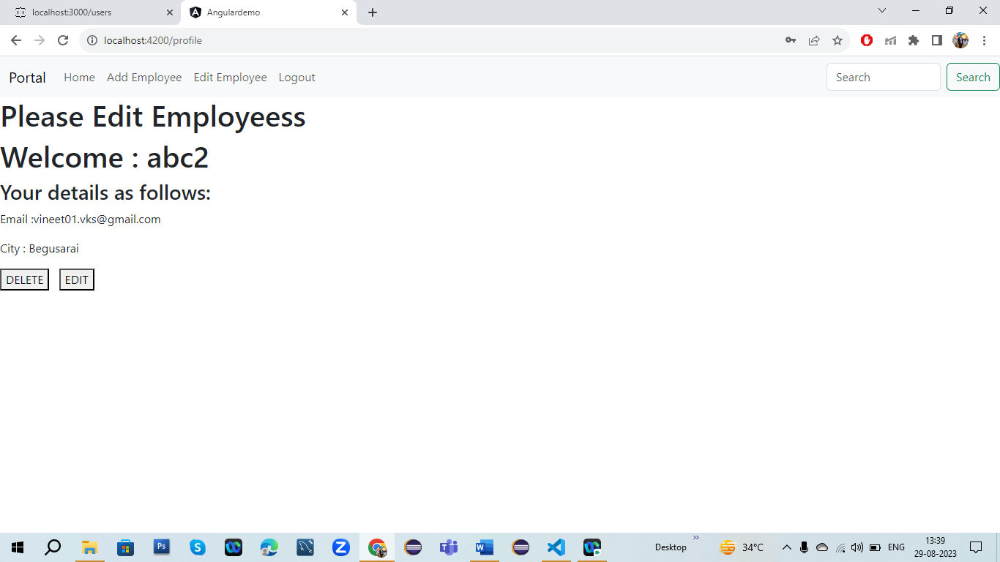 localhost:3000/users
Angulardemo
localhost:4200/profile
Portal Home Add Employee Edit Employee Logout Search Search
Please Edit Employeess
Welcome : abc2
Your details as follows:
Email :vineet01.vks@gmail.com
City : Begusarai
DELETE EDIT
Ps
Desktop
34°C
ENG
13:39
29-08-2023